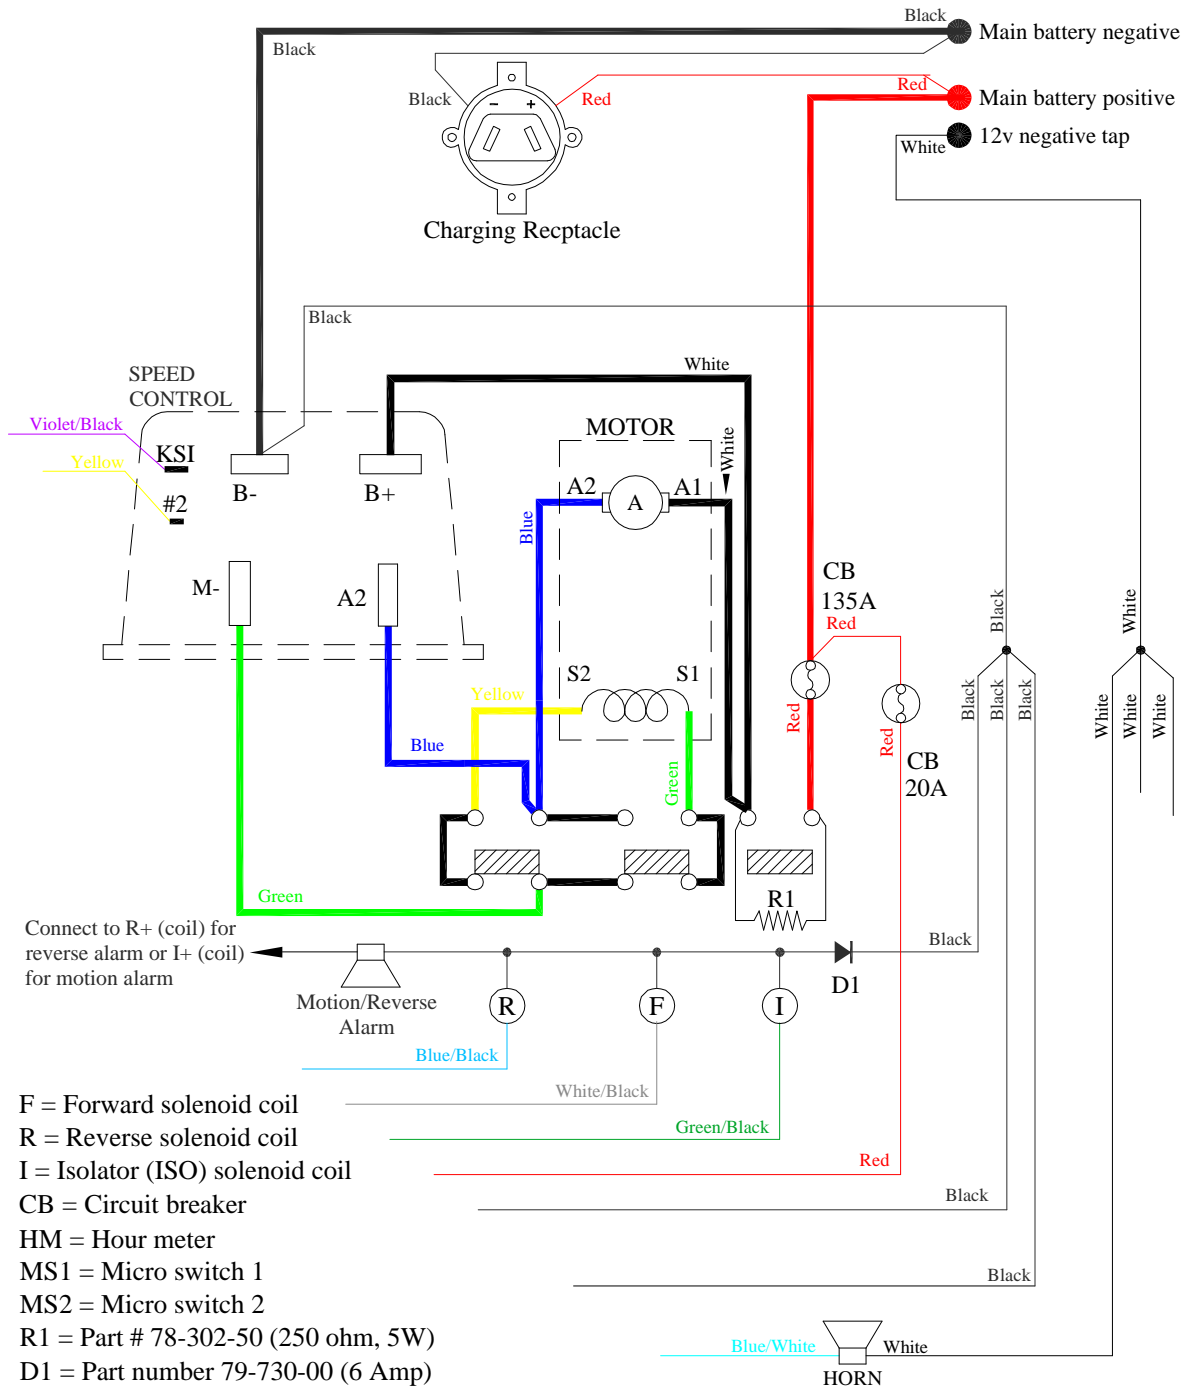 Black
Main battery negative
Black
Black
- +
Red
Red
Main battery positive
White
12v negative tap
Charging Recptacle
Black
White
SPEED
CONTROL
Violet/Black
KSI
Yellow
#2
B-
B+
MOTOR
White
A2
A
A1
Blue
M-
A2
CB
135A
Red
Black
White
S2
S1
Yellow
Blue
Green
Red
Red
CB
20A
Black
Black
Black
White
White
White
Green
R1
Connect to R+ (coil) for
reverse alarm or I+ (coil)
for motion alarm
Black
D1
Motion/Reverse
Alarm
R
F
I
Blue/Black
White/Black
Green/Black
Red
Black
Black
F = Forward solenoid coil
R = Reverse solenoid coil
I = Isolator (ISO) solenoid coil
CB = Circuit breaker
HM = Hour meter
MS1 = Micro switch 1
MS2 = Micro switch 2
R1 = Part # 78-302-50 (250 ohm, 5W)
D1 = Part number 79-730-00 (6 Amp)
Blue/White
White
HORN